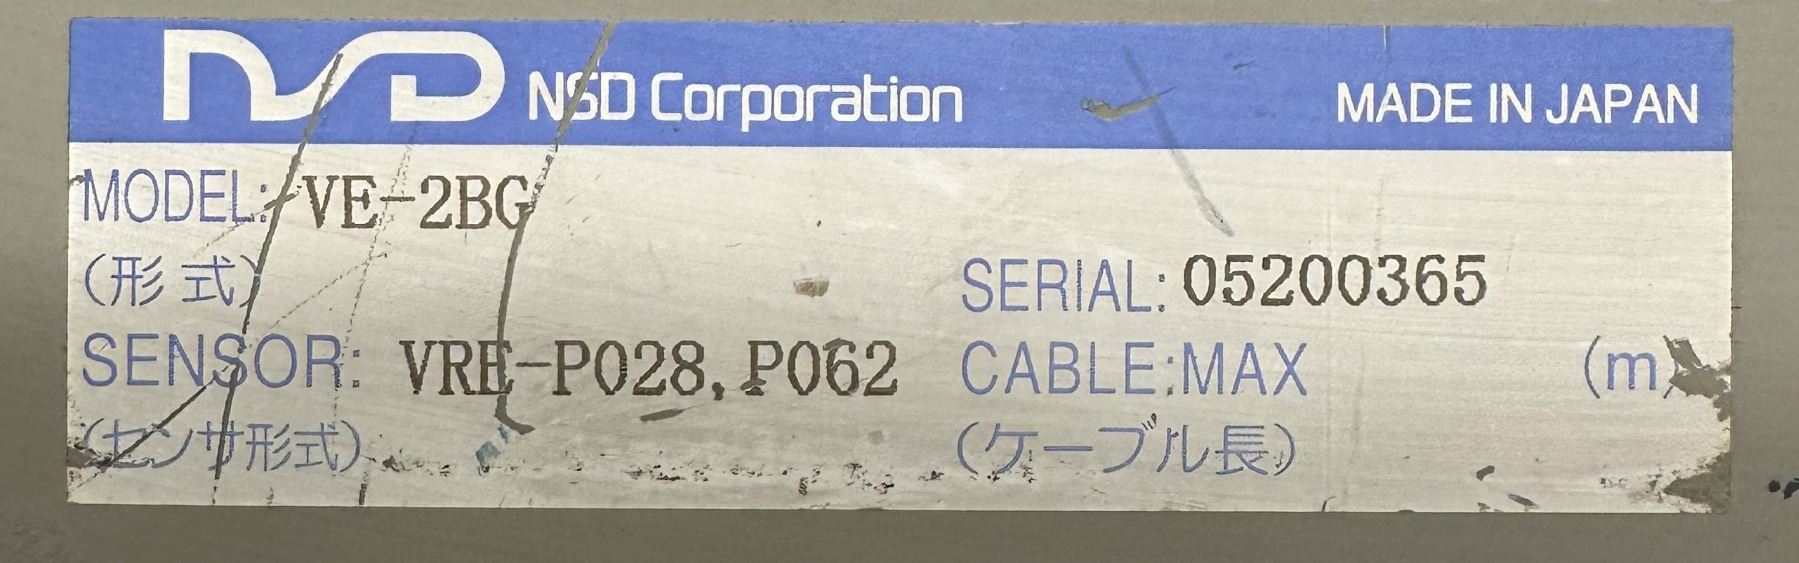 NSD NSD Corporation MADE IN JAPAN
MODEL: VE-2BG
(形式)
SERIAL: 05200365
SENSOR: VRE-P028, P062
CABLE:MAX (m)
(センサ形式)
(ケーブル長)